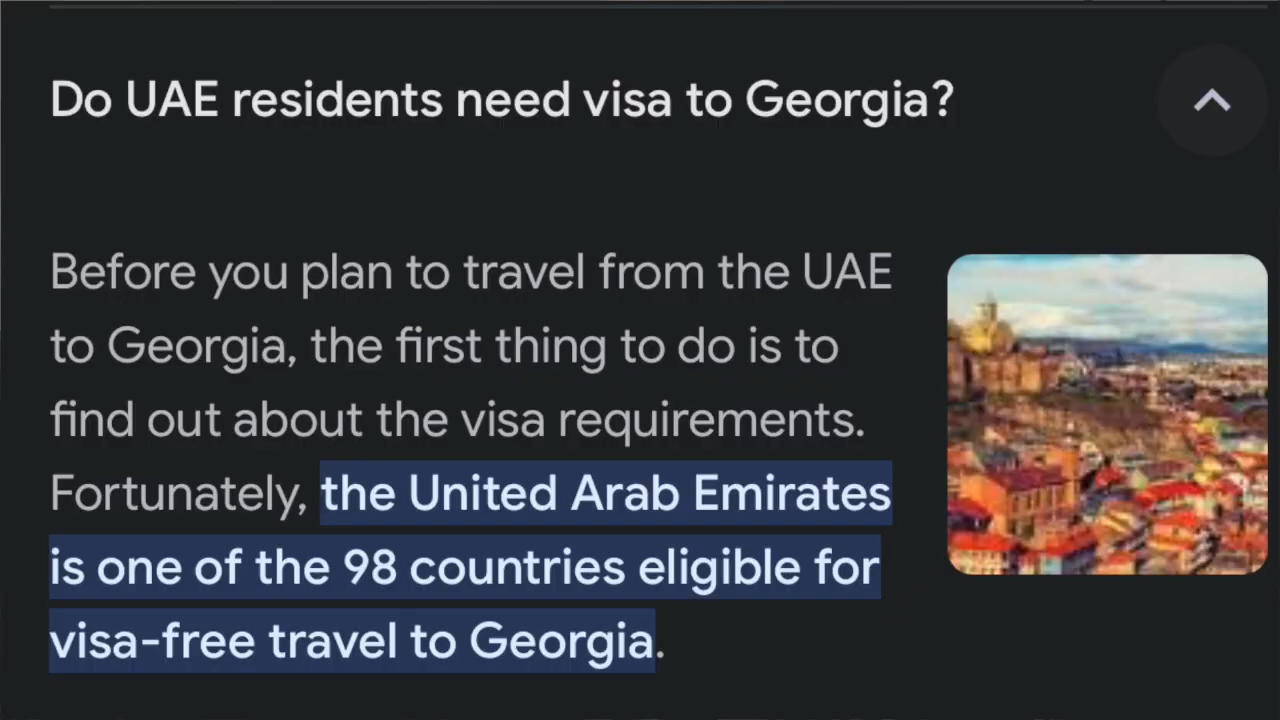 Do UAE residents need visa to Georgia?
Before you plan to travel from the UAE
to Georgia, the first thing to do is to
find out about the visa requirements.
Fortunately, the United Arab Emirates
is one of the 98 countries eligible for
visa-free travel to Georgia.